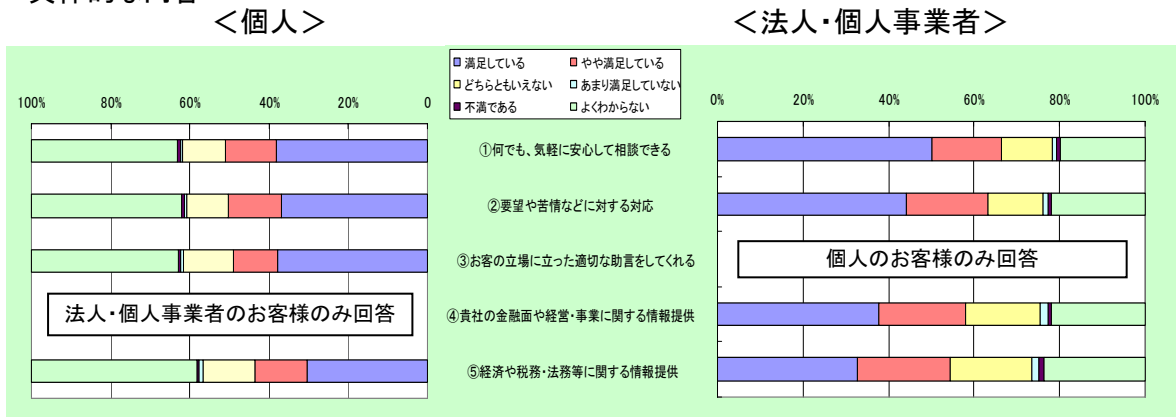 ＜個人＞
＜法人・個人事業者＞
満足している
やや満足している
どちらともいえない
あまり満足していない
不満である
よくわからない
100%
80%
60%
40%
20%
0
0%
20%
40%
60%
80%
100%
①何でも、気軽に安心して相談できる
②要望や苦情などに対する対応
③お客の立場に立った適切な助言をしてくれる
個人のお客様のみ回答
法人・個人事業者のお客様のみ回答
④貴社の金融面や経営・事業に関する情報提供
⑤経済や税務・法務等に関する情報提供